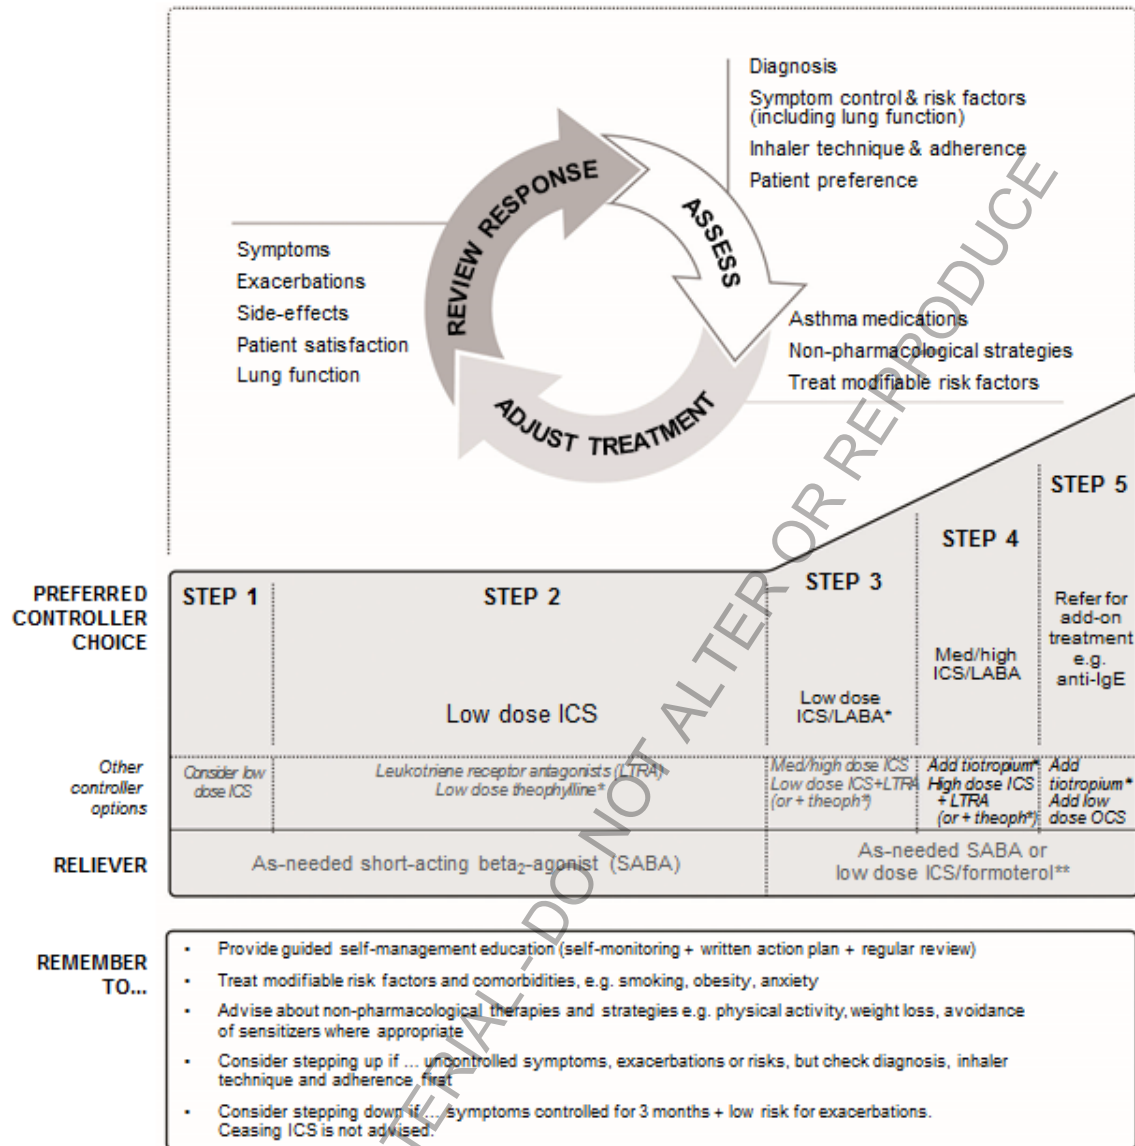 Diagnosis
Symptom control & risk factors
(including lung function)
Inhaler technique & adherence
Patient preference
REVIEW RESPONSE
ASSESS
ADJUST TREATMENT
Symptoms
Exacerbations
Side-effects
Patient satisfaction
Lung function
Asthma medications
Non-pharmacological strategies
Treat modifiable risk factors
PREFERRED
CONTROLLER
CHOICE
STEP 1
STEP 2
Low dose ICS
STEP 3
Low dose
ICS/LABA*
STEP 4
Med/high
ICS/LABA
STEP 5
Refer for
add-on
treatment
e.g.
anti-IgE
Other
controller
options
Consider low
dose ICS
Leukotriene receptor antagonists (LTRA)
Low dose theophylline*
Med/high dose ICS
Low dose ICS+LTRA
(or + theoph*)
Add tiotropium*
High dose ICS
+ LTRA
(or + theoph*)
Add
tiotropium*
Add low
dose OCS
RELIEVER
As-needed short-acting beta2-agonist (SABA)
As-needed SABA or
low dose ICS/formoterol**
REMEMBER
TO...
• Provide guided self-management education (self-monitoring + written action plan + regular review)
• Treat modifiable risk factors and comorbidities, e.g. smoking, obesity, anxiety
• Advise about non-pharmacological therapies and strategies e.g. physical activity, weight loss, avoidance
of sensitizers where appropriate
• Consider stepping up if ... uncontrolled symptoms, exacerbations or risks, but check diagnosis, inhaler
technique and adherence first
• Consider stepping down if ... symptoms controlled for 3 months + low risk for exacerbations.
Ceasing ICS is not advised.
- DO NOT ALTER OR REPRODUCE